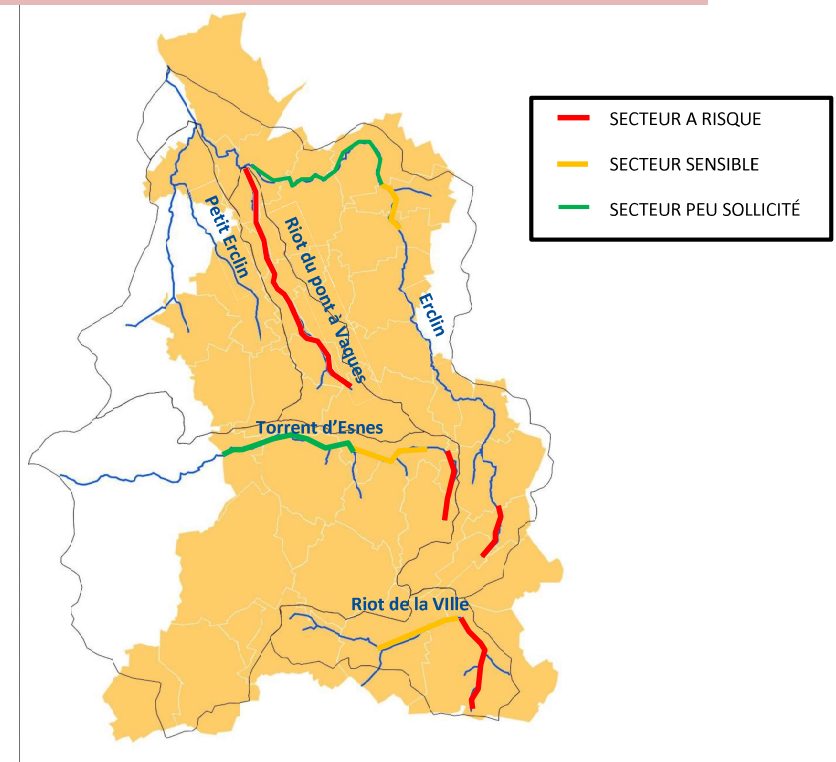 SECTEUR A RISQUE
SECTEUR SENSIBLE
SECTEUR PEU SOLLICITÉ
Petit Erclin
Riot du pont à Vaques
Erclin
Torrent d'Esnes
Riot de la VIlle